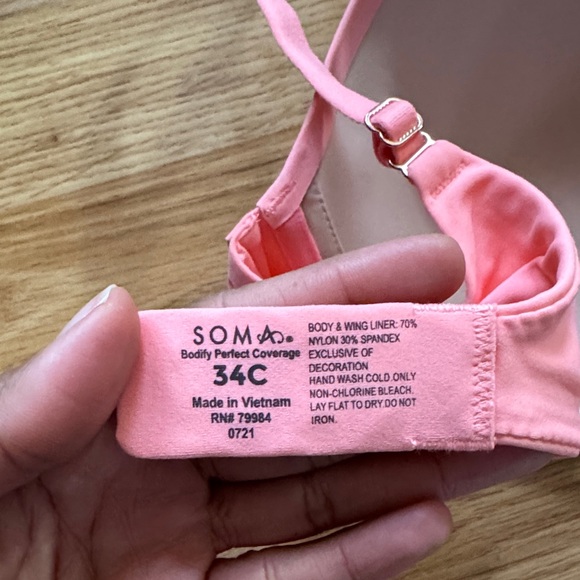 SOMA®
Bodify Perfect Coverage
34C
Made in Vietnam
RN# 79984
0721
BODY & WING LINER: 70%
NYLON 30% SPANDEX
EXCLUSIVE OF
DECORATION
HAND WASH COLD.ONLY
NON-CHLORINE BLEACH.
LAY FLAT TO DRY.DO NOT
IRON.